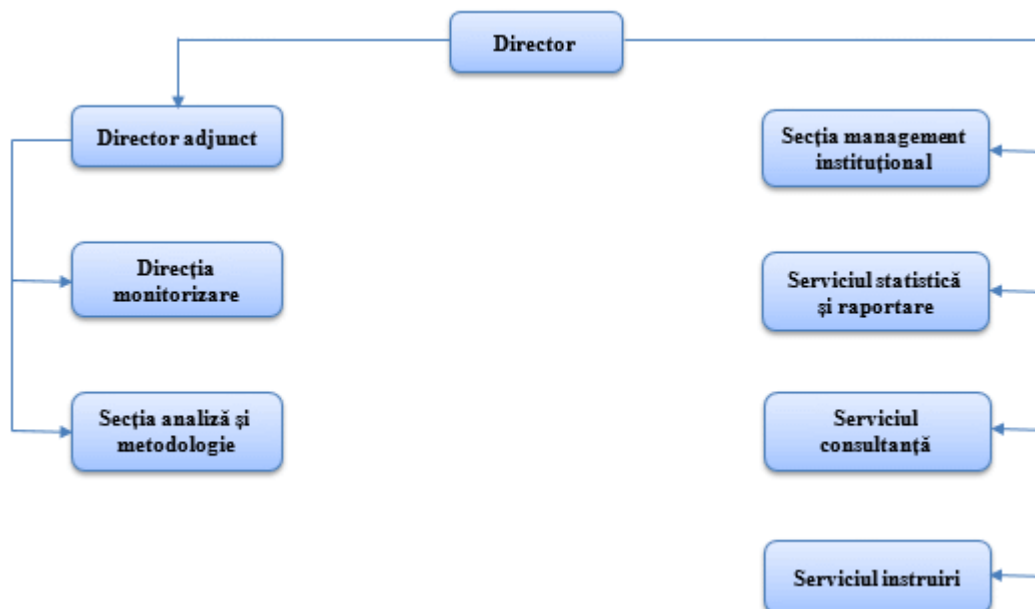 Director
Director adjunct
Direcția
monitorizare
Secția analiză și
metodologie
Secția management
instituțional
Serviciul statistică
și raportare
Serviciul
consultanță
Serviciul instruiri